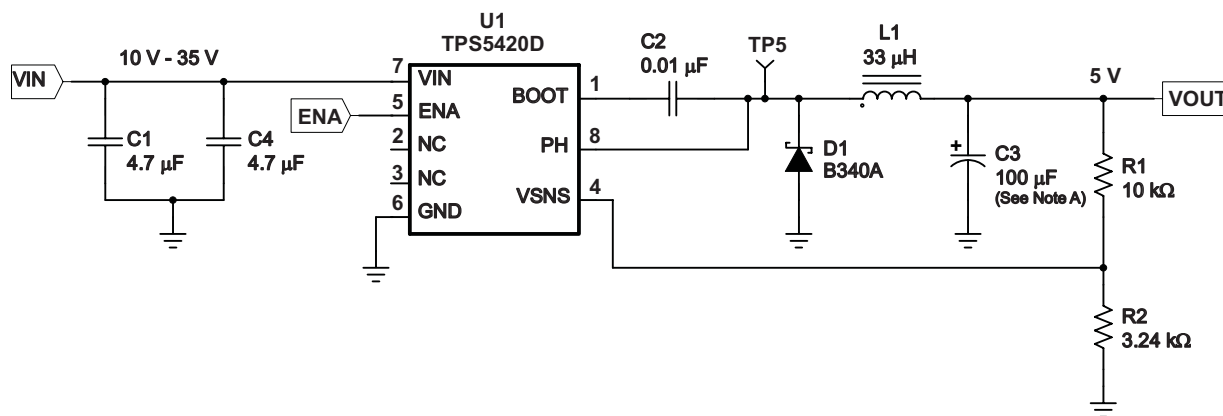 U1
TPS5420D
10 V - 35 V
VIN
7
VIN
ENA
5
ENA
2
NC
3
NC
6
GND
BOOT
1
PH
8
VSNS
4
C1
4.7 µF
C4
4.7 µF
C2
0.01 µF
TP5
L1
33 µH
5 V
VOUT
D1
B340A
+
C3
100 µF
(See Note A)
R1
10 kΩ
R2
3.24 kΩ